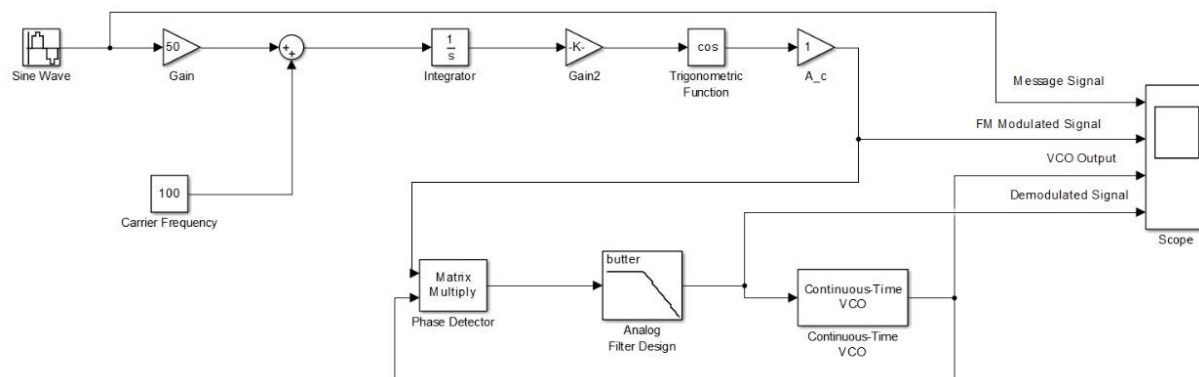 50
1
s
-K-
cos
1
Sine Wave
Gain
Integrator
Gain2
Trigonometric
Function
A_c
Message Signal
FM Modulated Signal
VCO Output
Demodulated Signal
Scope
100
Carrier Frequency
Matrix
Multiply
Phase Detector
butter
Analog
Filter Design
Continuous-Time
VCO
Continuous-Time
VCO